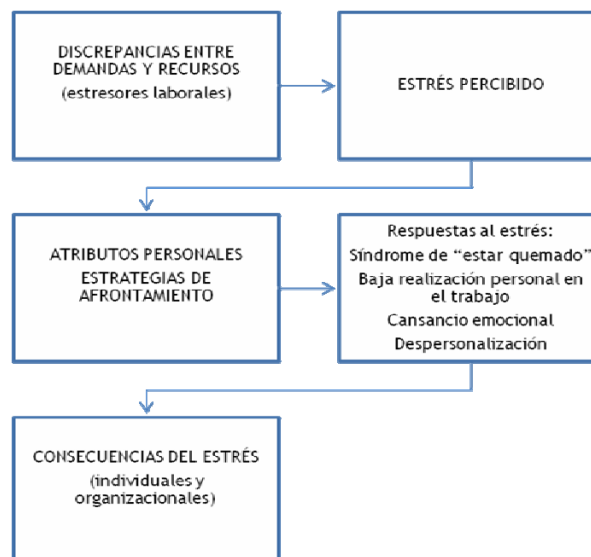 DISCREPANCIAS ENTRE
DEMANDAS Y RECURSOS
(estresores laborales)
ESTRÉS PERCIBIDO
ATRIBUTOS PERSONALES
ESTRATEGIAS DE
AFRONTAMIENTO
Respuestas al estrés:
Síndrome de “estar quemado”
Baja realización personal en
el trabajo
Cansancio emocional
Despersonalización
CONSECUENCIAS DEL ESTRÉS
(individuales y
organizacionales)